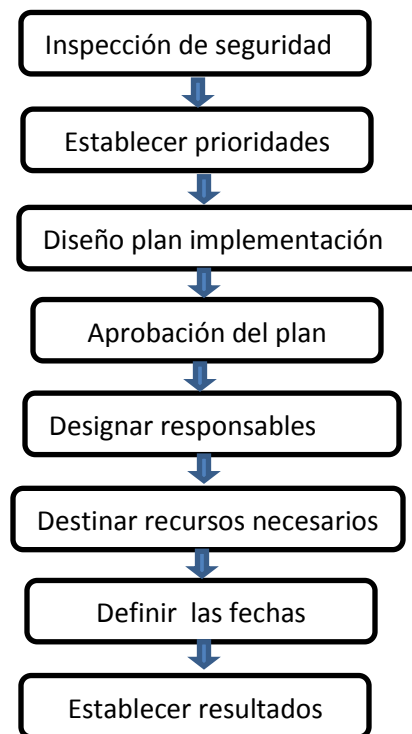 Inspección de seguridad
Establecer prioridades
Diseño plan implementación
Aprobación del plan
Designar responsables
Destinar recursos necesarios
Definir las fechas
Establecer resultados